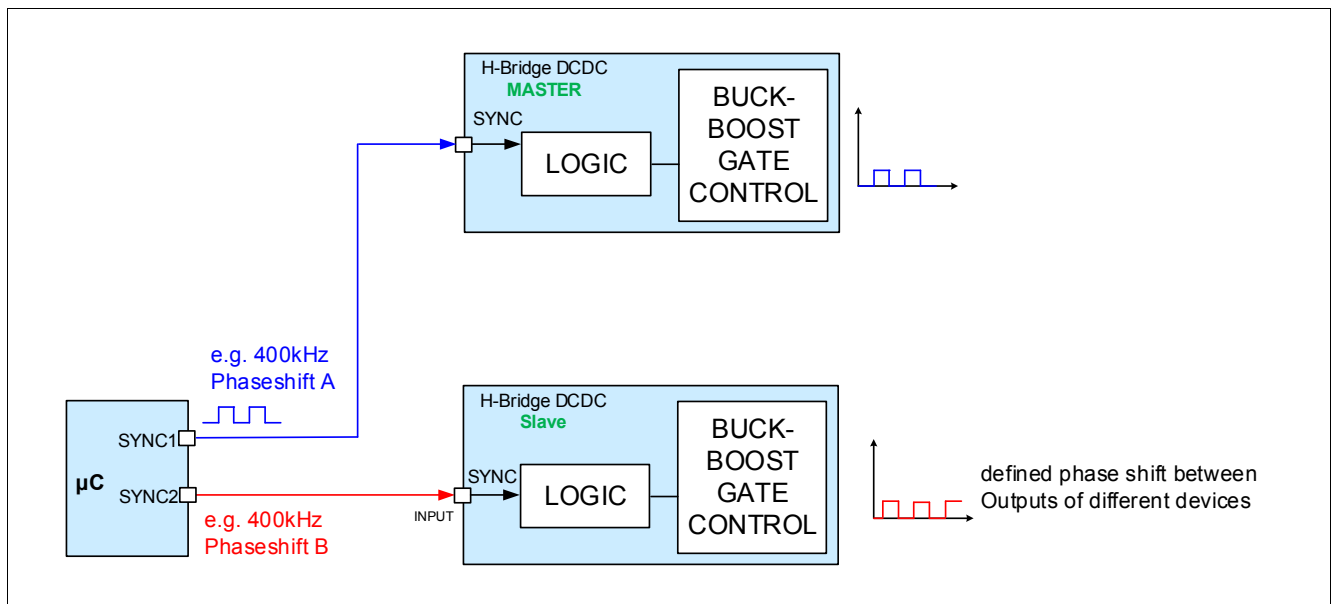 H-Bridge DCDC
MASTER
SYNC
LOGIC
BUCK-
BOOST
GATE
CONTROL
e.g. 400kHz
Phaseshift A
µC
SYNC1
SYNC2
e.g. 400kHz
Phaseshift B
INPUT
H-Bridge DCDC
Slave
SYNC
LOGIC
BUCK-
BOOST
GATE
CONTROL
defined phase shift between
Outputs of different devices